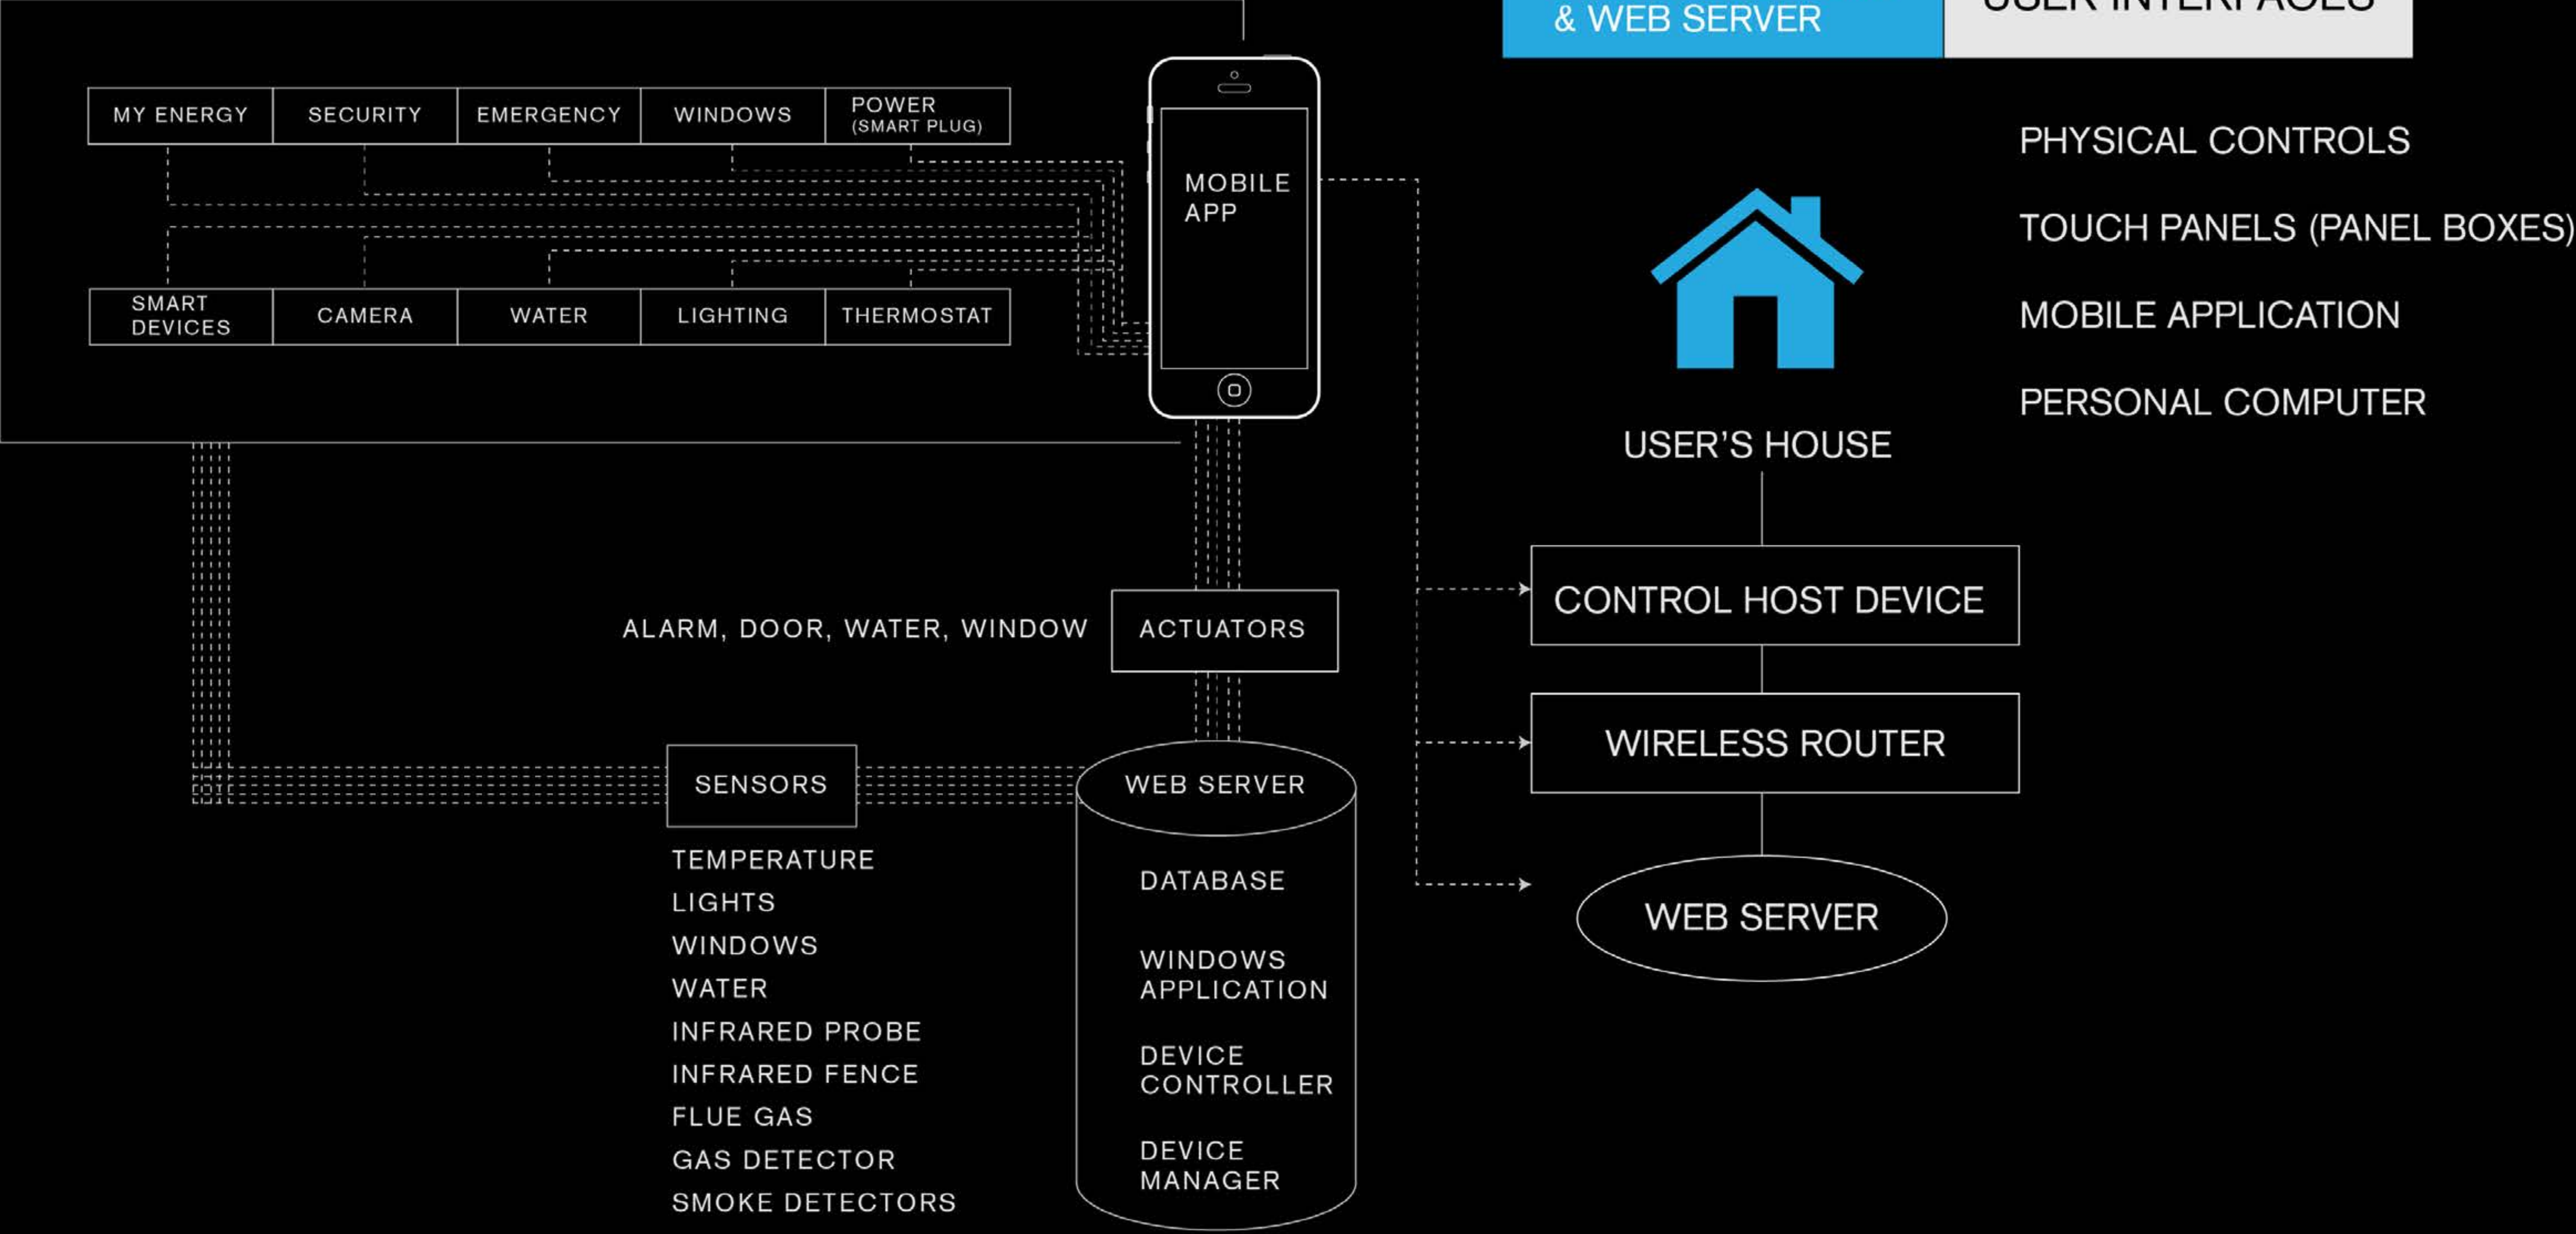 & WEB SERVER
USER INTERFACES
MY ENERGY
SECURITY
EMERGENCY
WINDOWS
POWER
(SMART PLUG)
SMART
DEVICES
CAMERA
WATER
LIGHTING
THERMOSTAT
MOBILE
APP
PHYSICAL CONTROLS
TOUCH PANELS (PANEL BOXES)
MOBILE APPLICATION
PERSONAL COMPUTER
USER'S HOUSE
CONTROL HOST DEVICE
WIRELESS ROUTER
WEB SERVER
ALARM, DOOR, WATER, WINDOW
ACTUATORS
SENSORS
TEMPERATURE
LIGHTS
WINDOWS
WATER
INFRARED PROBE
INFRARED FENCE
FLUE GAS
GAS DETECTOR
SMOKE DETECTORS
WEB SERVER
DATABASE
WINDOWS
APPLICATION
DEVICE
CONTROLLER
DEVICE
MANAGER